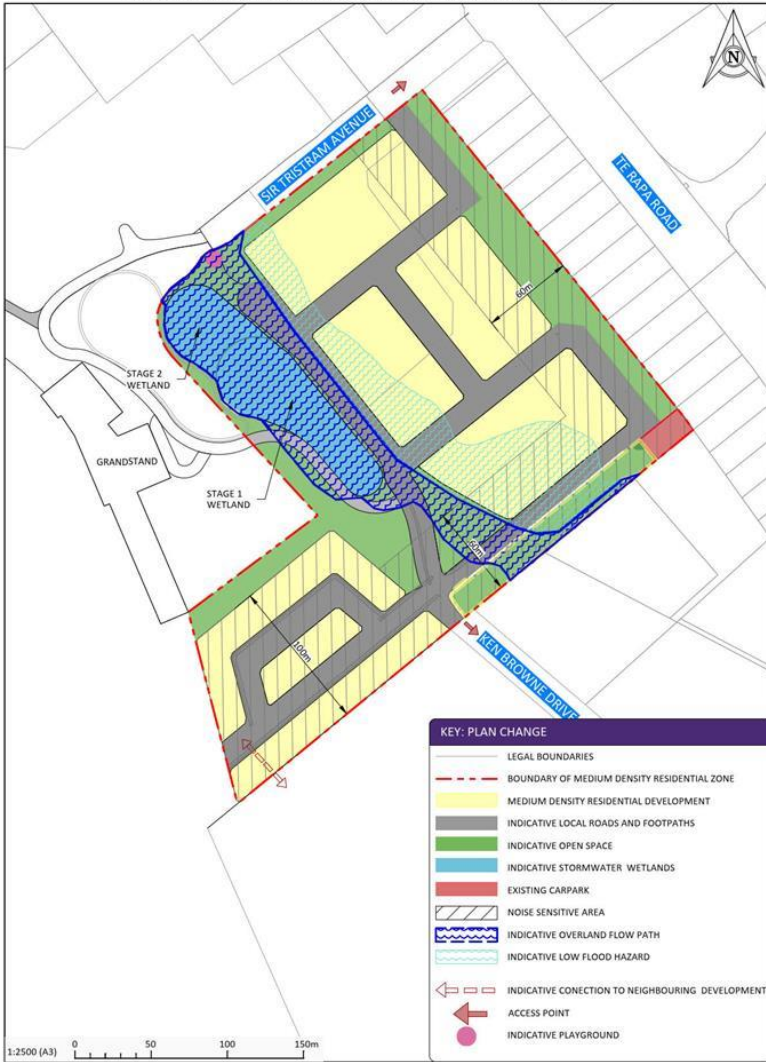 N
SIR TRISTRAM AVENUE
TE RAPA ROAD
60m
STAGE 2
WETLAND
GRANDSTAND
STAGE 1
WETLAND
60m
100m
KEN BROWNE DRIVE
KEY: PLAN CHANGE
LEGAL BOUNDARIES
BOUNDARY OF MEDIUM DENSITY RESIDENTIAL ZONE
MEDIUM DENSITY RESIDENTIAL DEVELOPMENT
INDICATIVE LOCAL ROADS AND FOOTPATHS
INDICATIVE OPEN SPACE
INDICATIVE STORMWATER WETLANDS
EXISTING CARPARK
NOISE SENSITIVE AREA
INDICATIVE OVERLAND FLOW PATH
INDICATIVE LOW FLOOD HAZARD
INDICATIVE CONECTION TO NEIGHBOURING DEVELOPMENT
ACCESS POINT
INDICATIVE PLAYGROUND
1:2500 (A3) 0 50 100 150m